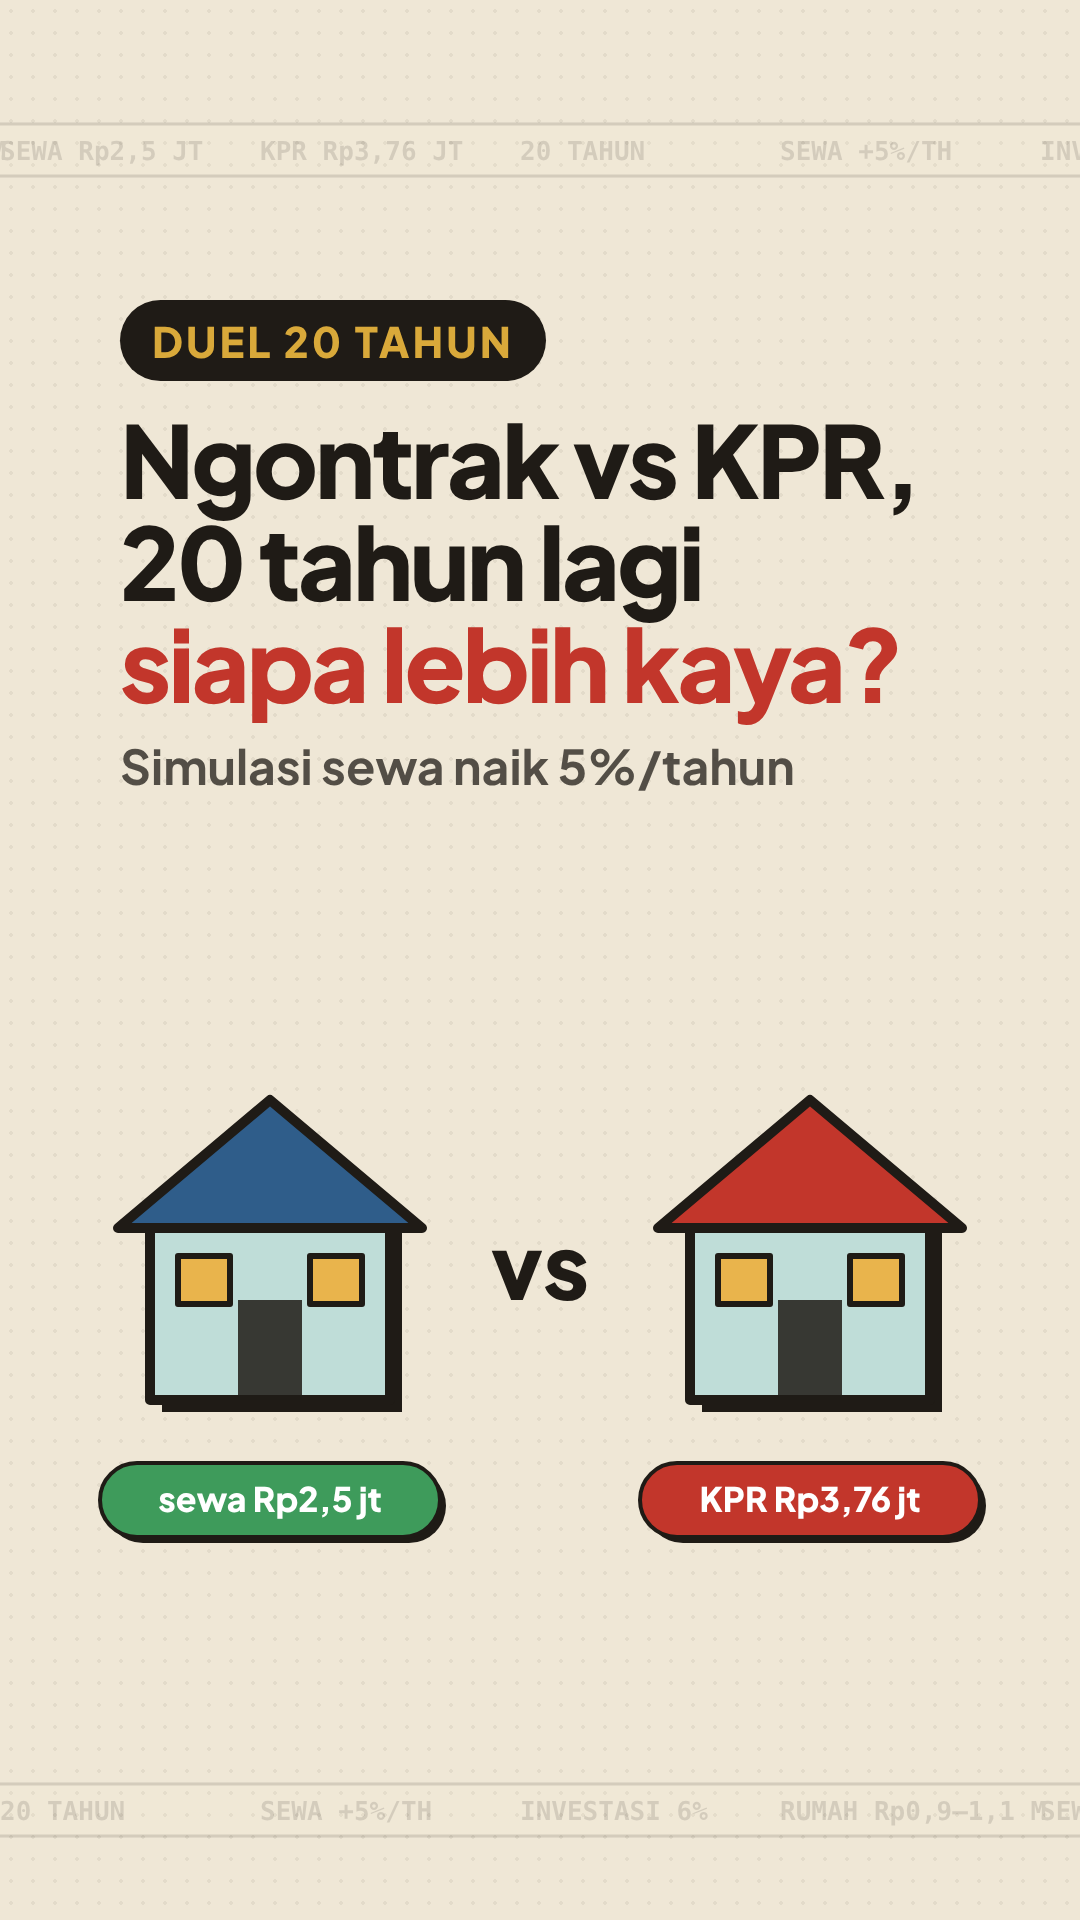 SEWA Rp2,5 JT KPR Rp3,76 JT 20 TAHUN SEWA +5%/TH
DUEL 20 TAHUN
Ngontrak vs KPR,
20 tahun lagi
siapa lebih kaya?
Simulasi sewa naik 5%/tahun
vs
sewa Rp2,5 jt
KPR Rp3,76 jt
20 TAHUN SEWA +5%/TH INVESTASI 6% RUMAH Rp0,9–1,1